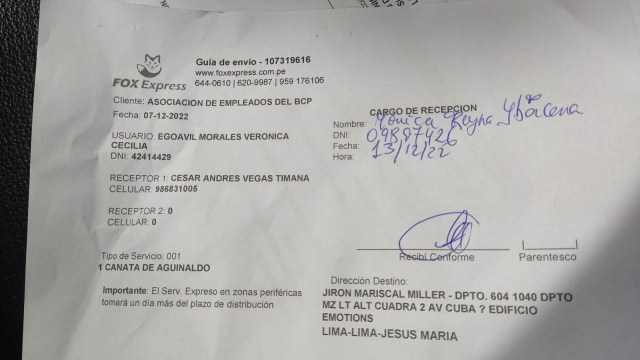 Guía de envío - 107319616
www.foxexpress.com.pe
644-0610 | 620-9987 | 959 176106
FOX Express
Cliente: ASOCIACION DE EMPLEADOS DEL BCP
Fecha: 07-12-2022
USUARIO: EGOAVIL MORALES VERONICA
CECILIA
DNI: 42414429
RECEPTOR 1: CESAR ANDRES VEGAS TIMANA
CELULAR: 986831005
RECEPTOR 2: 0
CELULAR: 0
Tipo de Servicio: 001
1 CANATA DE AGUINALDO
Importante: El Serv. Expreso en zonas periféricas
tomará un día más del plazo de distribución
CARGO DE RECEPCION
Nombre: Monica Reyna
DNI: 09887426
Fecha: 13/12/22
Hora:
Recibí Conforme
Parentesco
Dirección Destino:
JIRON MARISCAL MILLER - DPTO. 604 1040 DPTO
MZ LT ALT CUADRA 2 AV CUBA ? EDIFICIO
EMOTIONS
LIMA-LIMA-JESUS MARIA